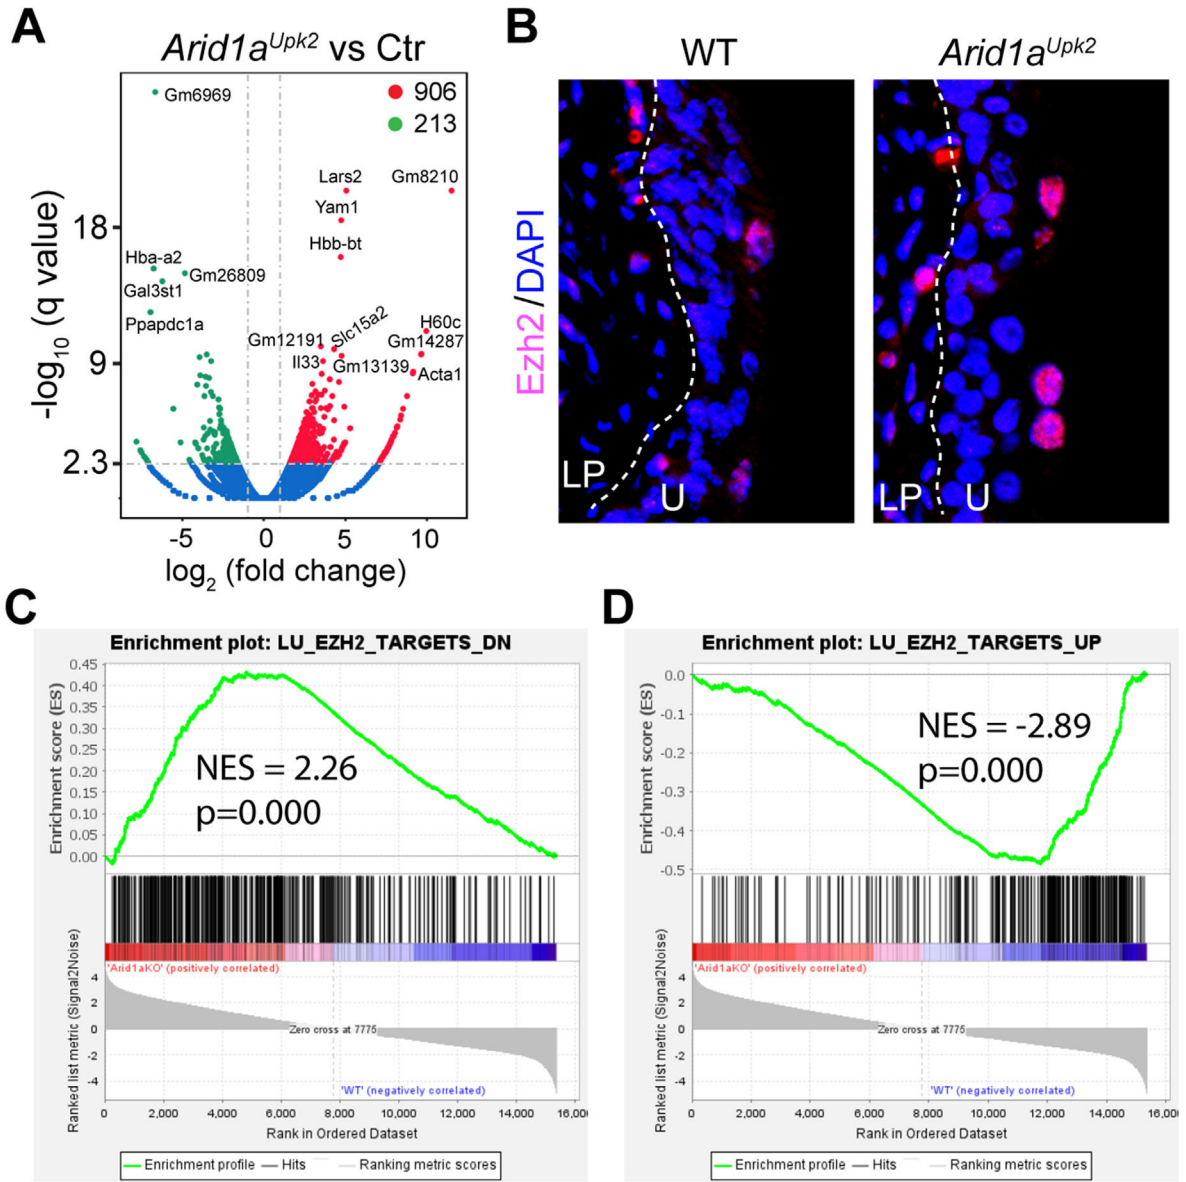 A
Arid1a^Upk2 vs Ctr
906
213
Gm6969
Lars2
Gm8210
Yam1
Hbb-bt
Hba-a2
Gm26809
Gal3st1
Ppapdc1a
H60c
Gm12191
Slc15a2
Gm14287
Il33
Gm13139
Acta1
18
9
2.3
-log10 (q value)
-5
0
5
10
log2 (fold change)
B
WT
Arid1a^Upk2
Ezh2/DAPI
LP
U
LP
U
C
Enrichment plot: LU_EZH2_TARGETS_DN
Enrichment score (ES)
0.45
0.40
0.35
0.30
0.25
0.20
0.15
0.10
0.05
0.00
NES = 2.26
p=0.000
'Arid1aKO' (positively correlated)
Ranked list metric (Signal2Noise)
4
2
0
-2
-4
Zero cross at 7775
'WT' (negatively correlated)
0
2,000
4,000
6,000
8,000
10,000
12,000
14,000
16,000
Rank in Ordered Dataset
Enrichment profile
Hits
Ranking metric scores
D
Enrichment plot: LU_EZH2_TARGETS_UP
Enrichment score (ES)
0.0
-0.1
-0.2
-0.3
-0.4
-0.5
NES = -2.89
p=0.000
'Arid1aKO' (positively correlated)
Ranked list metric (Signal2Noise)
4
2
0
-2
-4
Zero cross at 7775
'WT' (negatively correlated)
0
2,000
4,000
6,000
8,000
10,000
12,000
14,000
16,000
Rank in Ordered Dataset
Enrichment profile
Hits
Ranking metric scores